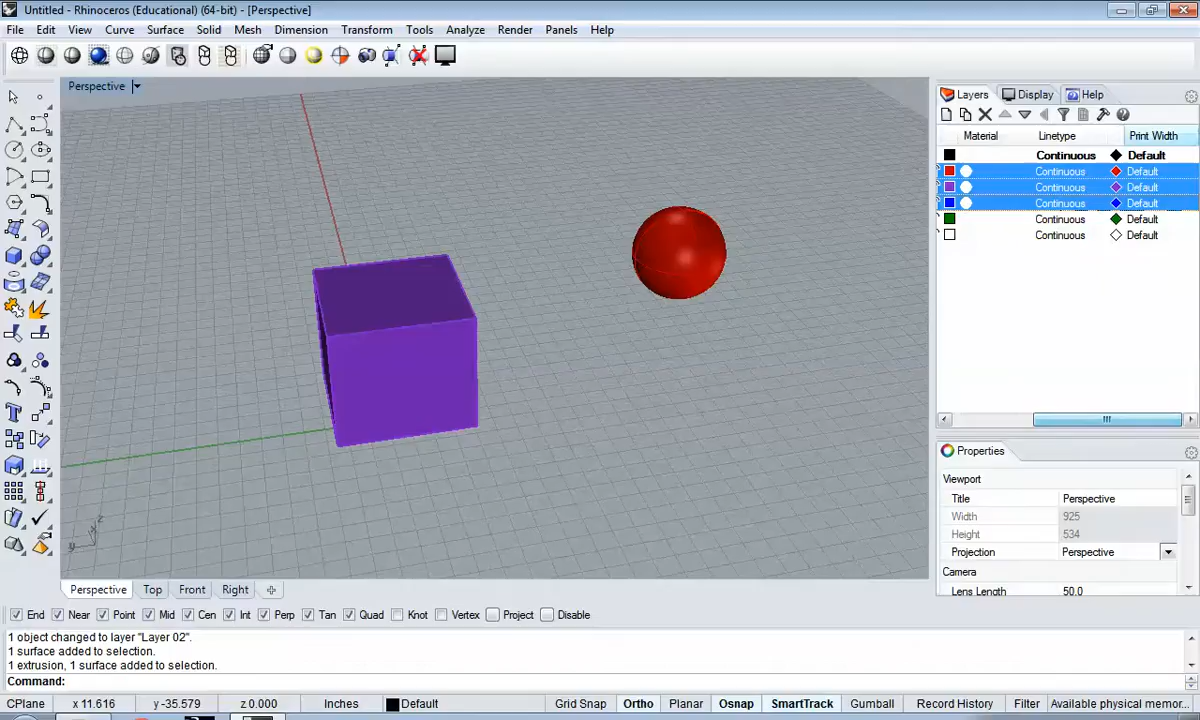 Untitled - Rhinoceros (Educational) (64-bit) - [Perspective]
File Edit View Curve Surface Solid Mesh Dimension Transform Tools Analyze Render Panels Help
Perspective
Layers Display Help
Material Linetype Print Width
Continuous Default
Continuous Default
Continuous Default
Continuous Default
Continuous Default
Continuous Default
Properties
Viewport
Title Perspective
Width 925
Height 534
Projection Perspective
Camera
Lens Length 50.0
z
y
Perspective Top Front Right
End Near Point Mid Cen Int Perp Tan Quad Knot Vertex Project Disable
1 object changed to layer "Layer 02".
1 surface added to selection.
1 extrusion, 1 surface added to selection.
Command:
CPlane x 11.616 y -35.579 z 0.000 Inches Default Grid Snap Ortho Planar Osnap SmartTrack Gumball Record History Filter Available physical memor...